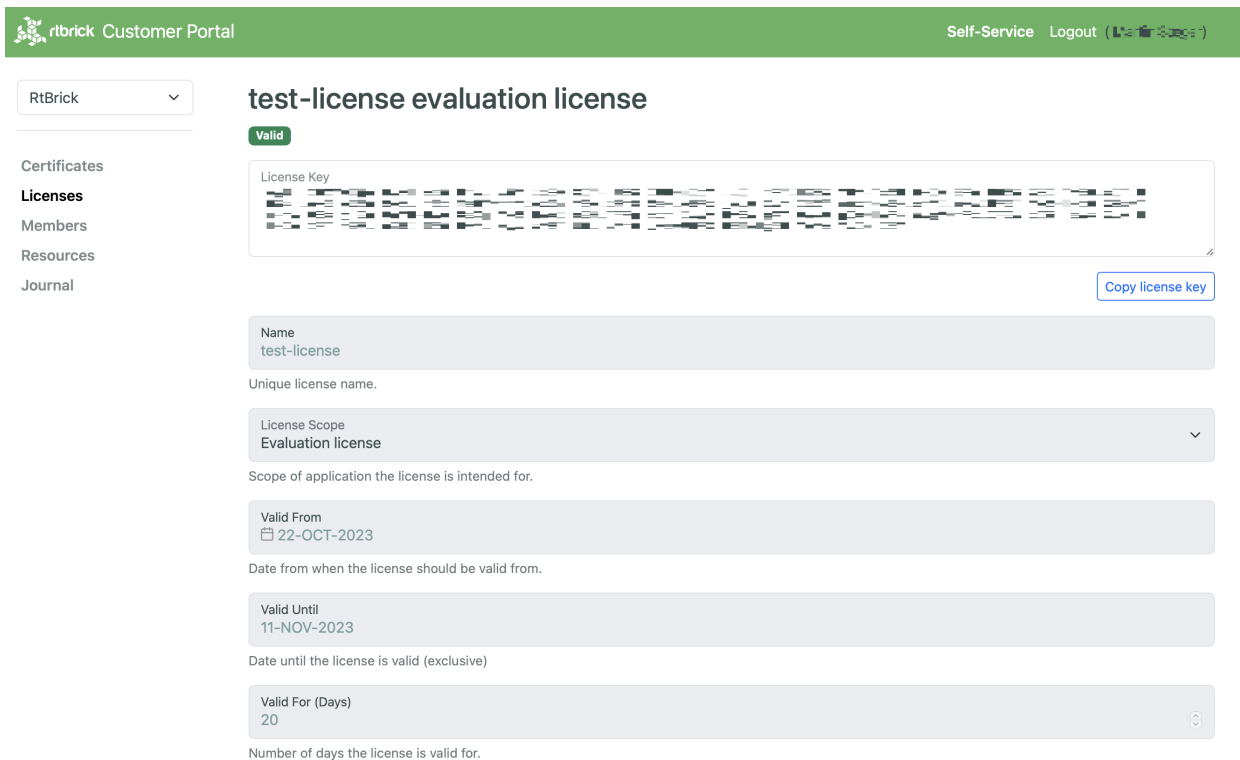 rtbrick Customer Portal
Self-Service Logout
RtBrick
Certificates
Licenses
Members
Resources
Journal
test-license evaluation license
Valid
License Key
Copy license key
Name
test-license
Unique license name.
License Scope
Evaluation license
Scope of application the license is intended for.
Valid From
22-OCT-2023
Date from when the license should be valid from.
Valid Until
11-NOV-2023
Date until the license is valid (exclusive)
Valid For (Days)
20
Number of days the license is valid for.